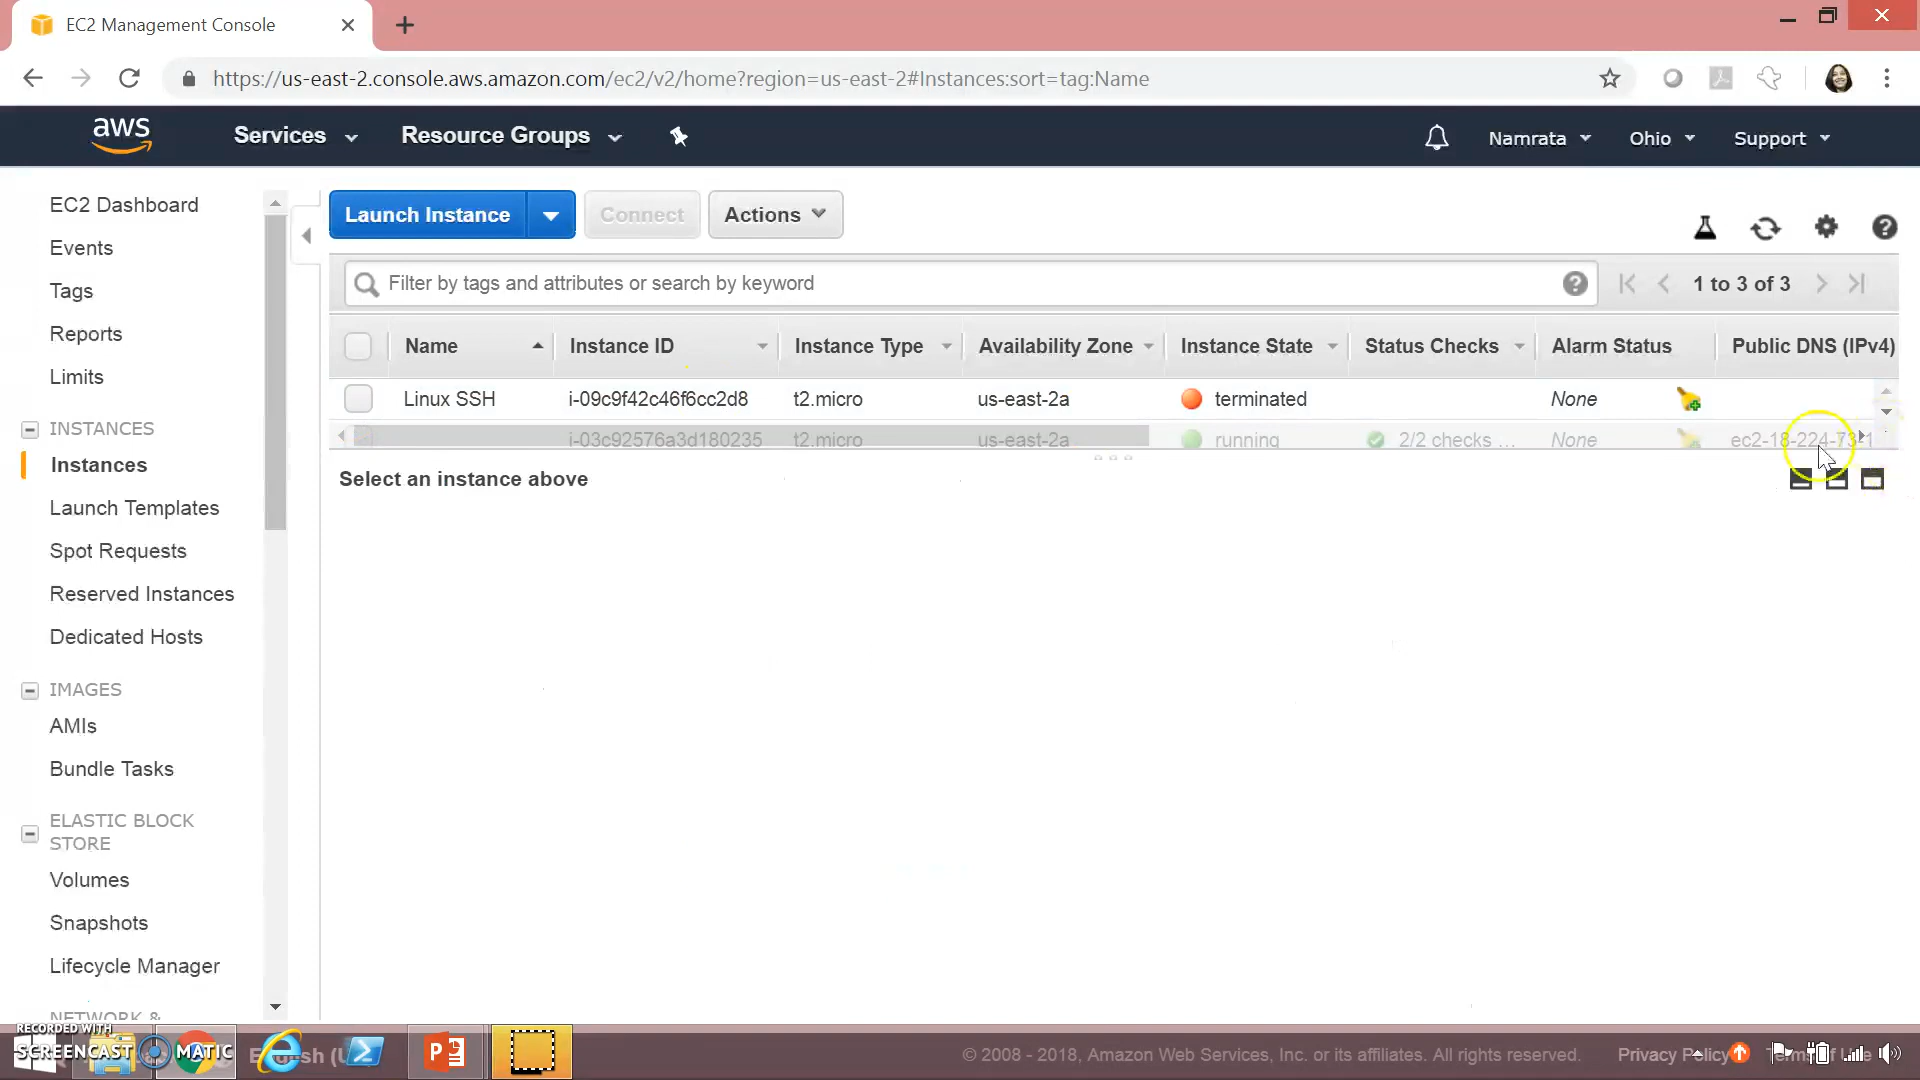 EC2 Management Console
https://us-east-2.console.aws.amazon.com/ec2/v2/home?region=us-east-2#Instances:sort=tag:Name
aws Services Resource Groups Namrata Ohio Support
EC2 Dashboard
Events
Tags
Reports
Limits
INSTANCES
Instances
Launch Templates
Spot Requests
Reserved Instances
Dedicated Hosts
IMAGES
AMIs
Bundle Tasks
ELASTIC BLOCK
STORE
Volumes
Snapshots
Lifecycle Manager
NETWORK &
Launch Instance Connect Actions
Filter by tags and attributes or search by keyword 1 to 3 of 3
Name Instance ID Instance Type Availability Zone Instance State Status Checks Alarm Status Public DNS (IPv4)
Linux SSH i-09c9f42c46f6cc2d8 t2.micro us-east-2a terminated None
i-03c92576a3d180235 t2.micro us-east-2a running 2/2 checks ... None
Select an instance above
RECORDED WITH
SCREENCAST MATIC
© 2008 - 2018, Amazon Web Services, Inc. or its affiliates. All rights reserved. Privacy Policy